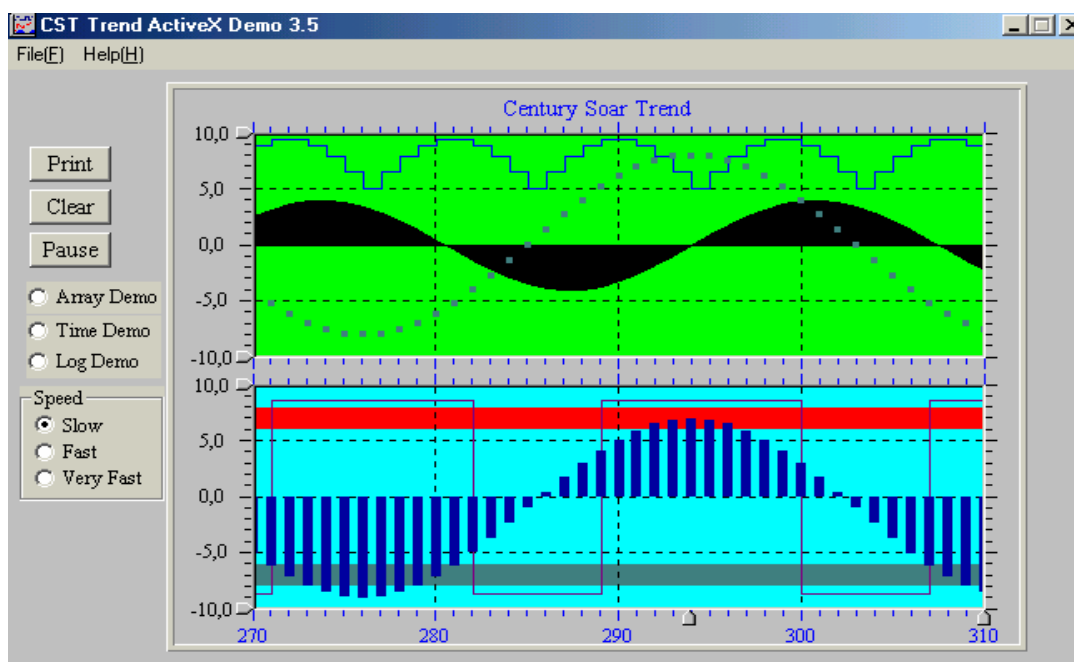 CST Trend ActiveX Demo 3.5
File(F) Help(H)
Century Soar Trend
Print
Clear
Pause
Array Demo
Time Demo
Log Demo
Speed
Slow
Fast
Very Fast
10,0
5,0
0,0
-5,0
-10,0
10,0
5,0
0,0
-5,0
-10,0
270 280 290 300 310